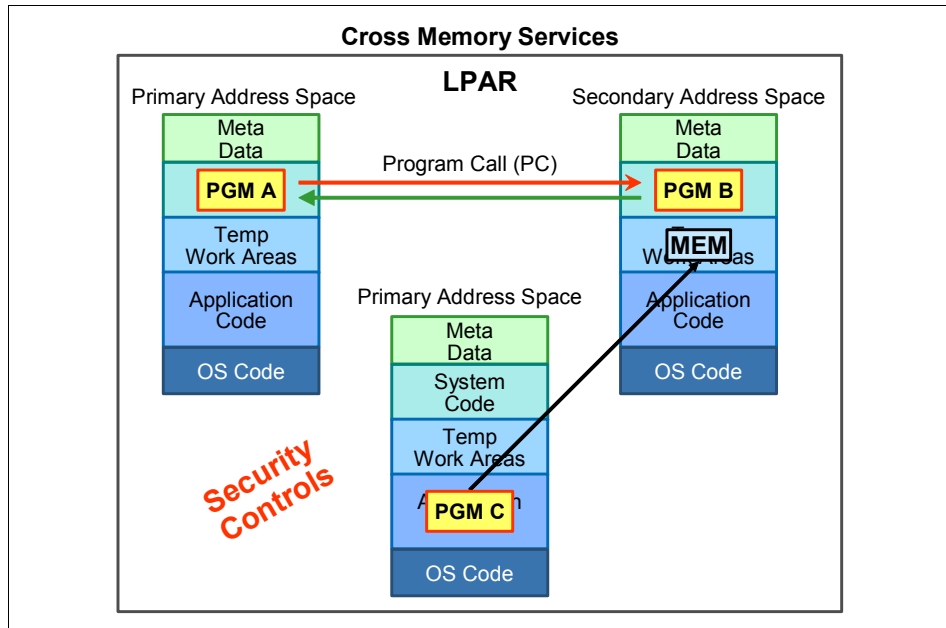 Cross Memory Services
LPAR
Primary Address Space
Meta
Data
PGM A
Temp
Work Areas
Application
Code
OS Code
Program Call (PC)
Secondary Address Space
Meta
Data
PGM B
MEM
Work Areas
Application
Code
OS Code
Primary Address Space
Meta
Data
System
Code
Temp
Work Areas
PGM C
OS Code
Security
Controls